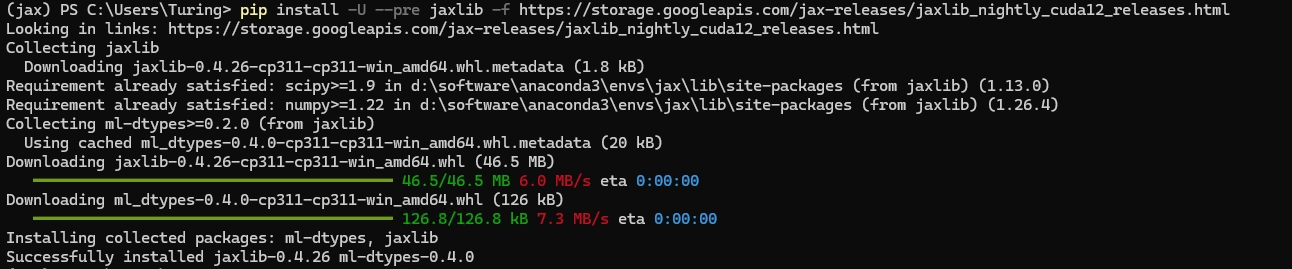 (jax) PS C:\Users\Turing> pip install -U --pre jaxlib -f https://storage.googleapis.com/jax-releases/jaxlib_nightly_cuda12_releases.html
Looking in links: https://storage.googleapis.com/jax-releases/jaxlib_nightly_cuda12_releases.html
Collecting jaxlib
  Downloading jaxlib-0.4.26-cp311-cp311-win_amd64.whl.metadata (1.8 kB)
Requirement already satisfied: scipy>=1.9 in d:\software\anaconda3\envs\jax\lib\site-packages (from jaxlib) (1.13.0)
Requirement already satisfied: numpy>=1.22 in d:\software\anaconda3\envs\jax\lib\site-packages (from jaxlib) (1.26.4)
Collecting ml-dtypes>=0.2.0 (from jaxlib)
  Using cached ml_dtypes-0.4.0-cp311-cp311-win_amd64.whl.metadata (20 kB)
Downloading jaxlib-0.4.26-cp311-cp311-win_amd64.whl (46.5 MB)
46.5/46.5 MB 6.0 MB/s eta 0:00:00
Downloading ml_dtypes-0.4.0-cp311-cp311-win_amd64.whl (126 kB)
126.8/126.8 kB 7.3 MB/s eta 0:00:00
Installing collected packages: ml-dtypes, jaxlib
Successfully installed jaxlib-0.4.26 ml-dtypes-0.4.0